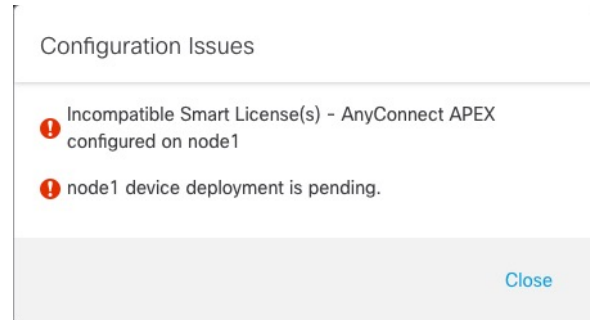 Configuration Issues
Incompatible Smart License(s) - AnyConnect APEX
configured on node1
node1 device deployment is pending.
Close